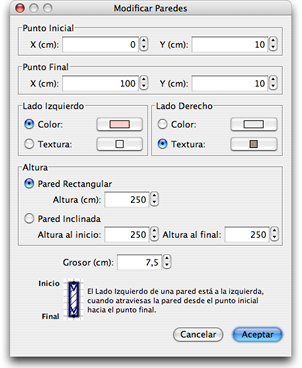 Modificar Paredes
Punto Inicial
X (cm): 0 Y (cm): 10
Punto Final
X (cm): 100 Y (cm): 10
Lado Izquierdo Lado Derecho
Color: Color:
Textura: Textura:
Altura
Pared Rectangular
Altura (cm): 250
Pared Inclinada
Altura al inicio: 250 Altura al final: 250
Grosor (cm): 7,5
Inicio
Final
El Lado Izquierdo de una pared está a la izquierda,
cuando atraviesas la pared desde el punto inicial
hacia el punto final.
Cancelar Aceptar